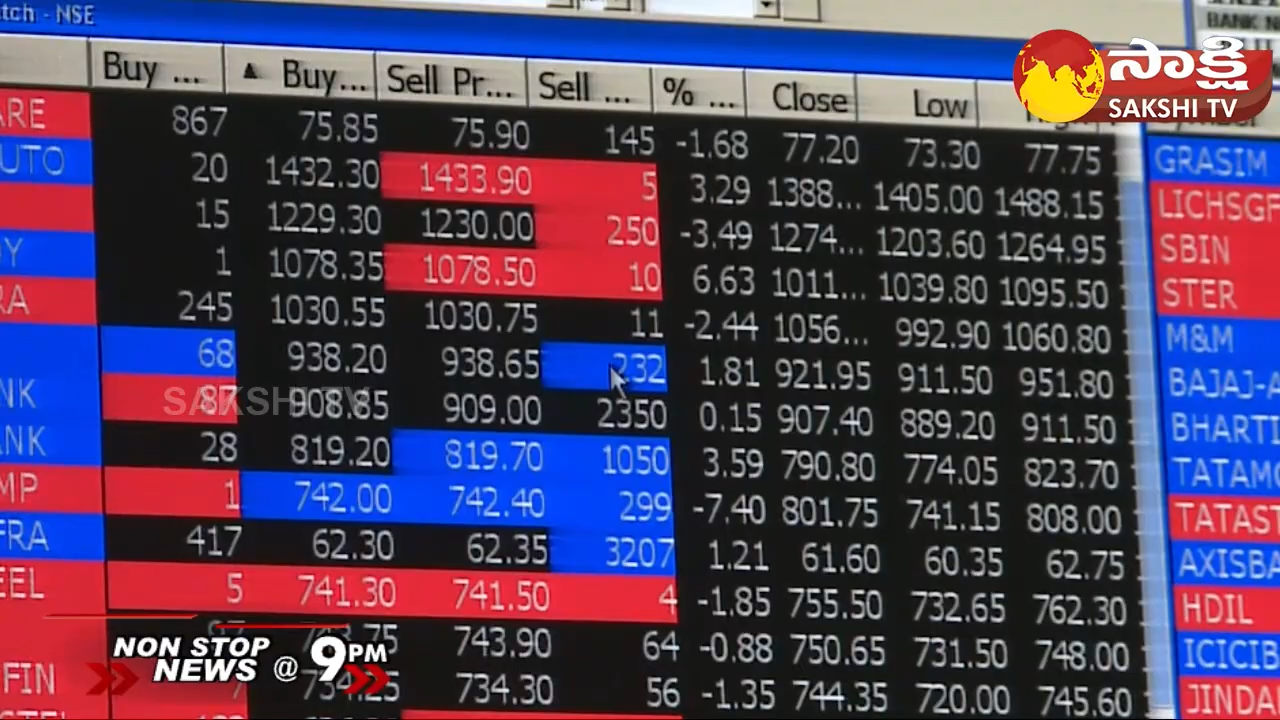 tch - NSE
BANK N
సాక్షి
SAKSHI TV
Buy ... ▲ Buy... Sell Pr... Sell ... % ... Close Low
ARE 867 75.85 75.90 145 -1.68 77.20 73.30 77.75 GRASIM
UTO 20 1432.30 1433.90 5 3.29 1388... 1405.00 1488.15 LICHSGF
15 1229.30 1230.00 250 -3.49 1274... 1203.60 1264.95 SBIN
Y 1 1078.35 1078.50 10 6.63 1011... 1039.80 1095.50 STER
RA 245 1030.55 1030.75 11 -2.44 1056... 992.90 1060.80 M&M
68 938.20 938.65 232 1.81 921.95 911.50 951.80 BAJAJ-A
NK 87 908.85 909.00 2350 0.15 907.40 889.20 911.50 BHARTI
SAKSHI TV
ANK 28 819.20 819.70 1050 3.59 790.80 774.05 823.70 TATAMO
MP 1 742.00 742.40 299 -7.40 801.75 741.15 808.00 TATAST
FRA 417 62.30 62.35 3207 1.21 61.60 60.35 62.75 AXISBA
EEL 5 741.30 741.50 4 -1.85 755.50 732.65 762.30 HDIL
743.90 64 -0.88 750.65 731.50 748.00 ICICIB
FIN 734.25 734.30 56 -1.35 744.35 720.00 745.60 JINDA
NON STOP
NEWS @ 9PM